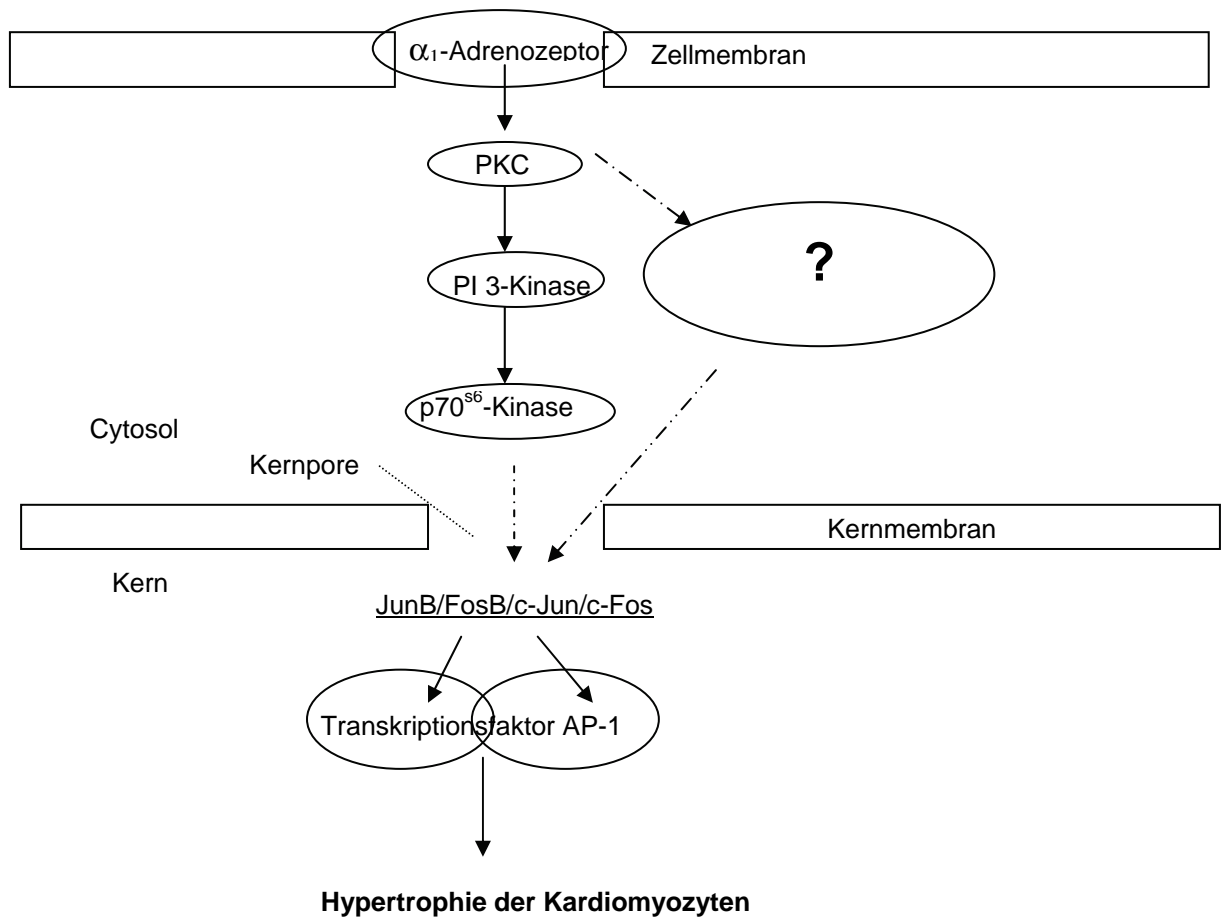 α₁-Adrenozeptor
Zellmembran
PKC
?
PI 3-Kinase
p70ˢ⁶-Kinase
Cytosol
Kernpore
Kernmembran
Kern
JunB/FosB/c-Jun/c-Fos
Transkriptionsfaktor AP-1
Hypertrophie der Kardiomyozyten